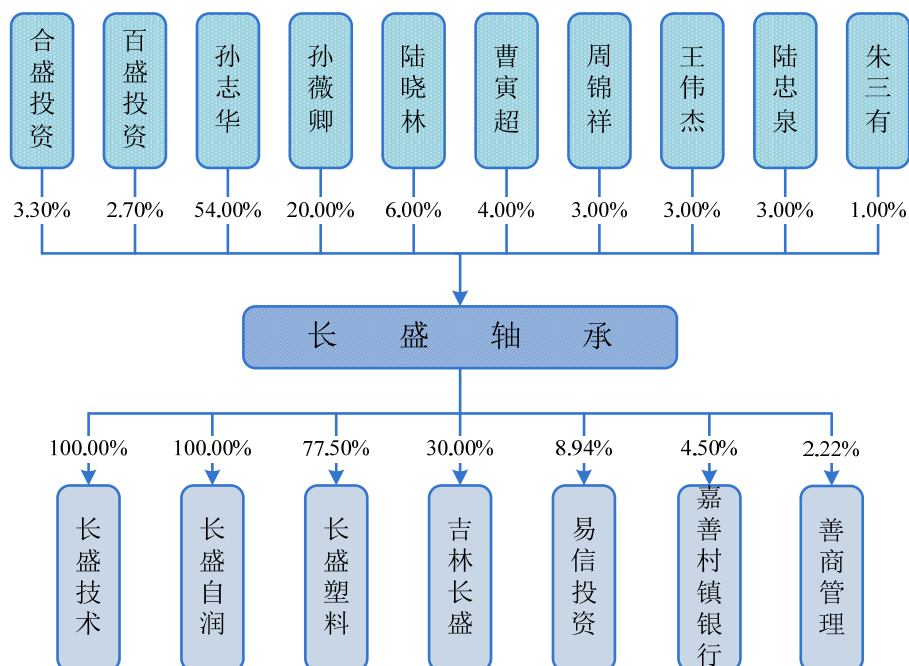 合盛投资
百盛投资
孙志华
孙薇卿
陆晓林
曹寅超
周锦祥
王伟杰
陆忠泉
朱三有
3.30%
2.70%
54.00%
20.00%
6.00%
4.00%
3.00%
3.00%
3.00%
1.00%
长盛轴承
100.00%
100.00%
77.50%
30.00%
8.94%
4.50%
2.22%
长盛技术
长盛自润
长盛塑料
吉林长盛
易信投资
嘉善村镇银行
善商管理